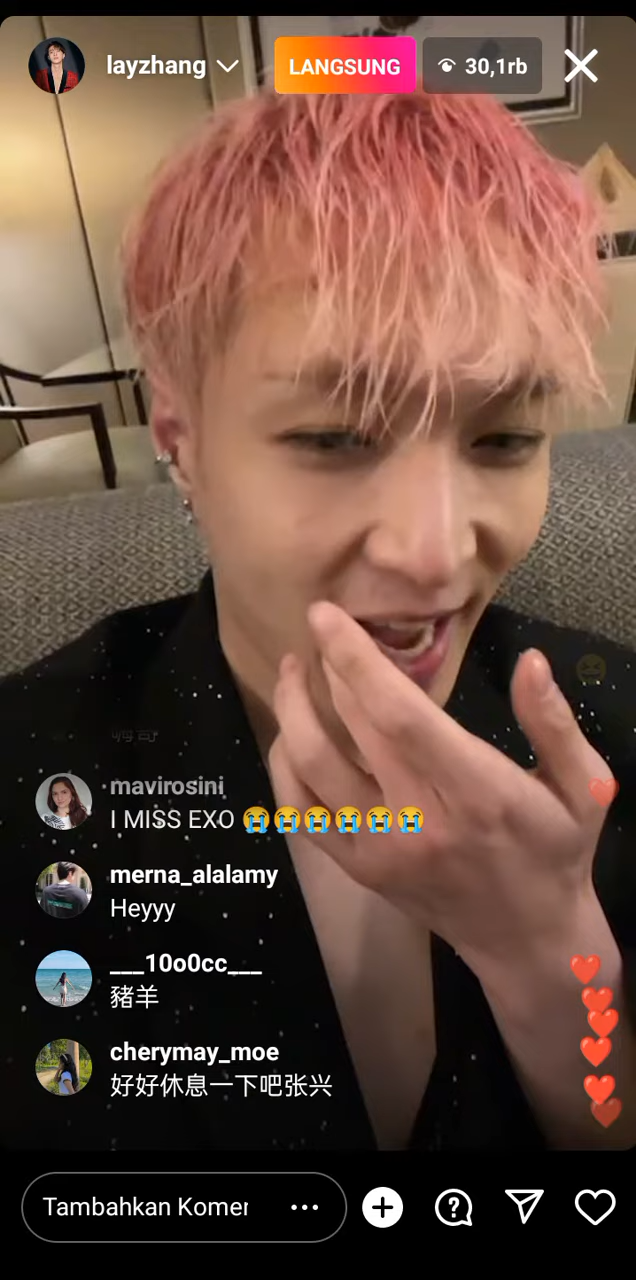 layzhang
LANGSUNG
30,1rb
mavirosini
I MISS EXO 😭😭😭😭😭😭
merna_alalamy
Heyyy
___10o0cc___
豬羊
cherymay_moe
好好休息一下吧张兴
Tambahkan Komer